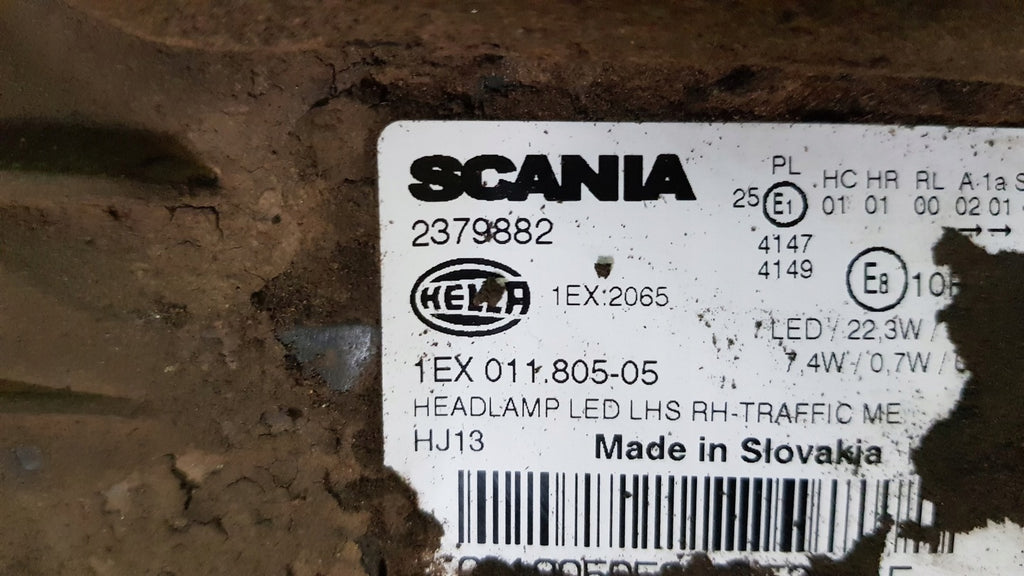 SCANIA
2379882
PL HC HR RL A 1a S
25 E1 01 01 00 02 01
4147
4149
E8 10R
HELLA 1EX:2065
LED / 22,3W /
7,4W / 0,7W /
1EX 011.805-05
HEADLAMP LED LHS RH-TRAFFIC ME
HJ13 Made in Slovakia